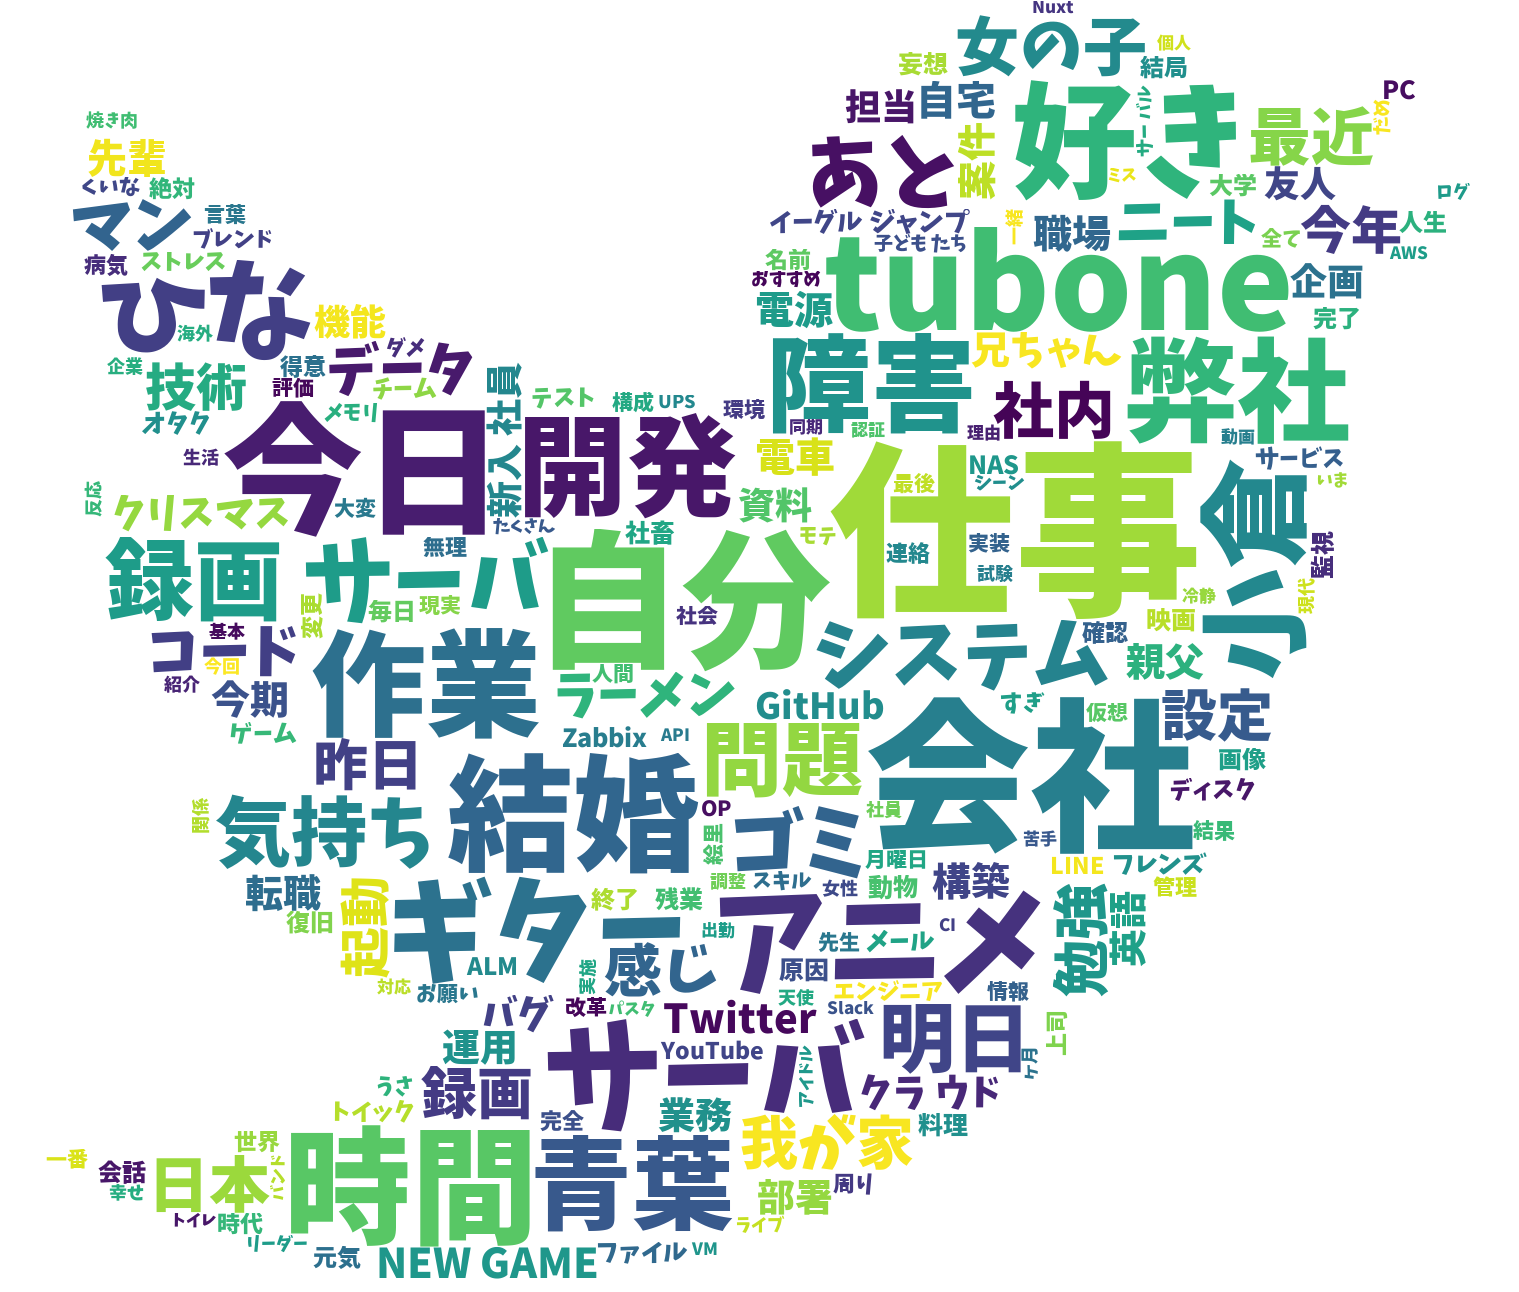 Nuxt
女の子
個人
妄想
結局
PC
担当
自宅
好き
サーバル
最近
だめ
焼き肉
先輩
あと
案件
ミス
大学
友人
ログ
くいな
絶対
マン
言葉
ブレンド
イーグル
ジャンプ
一緒
職場
ニート
今年
人生
子どもたち
全て
AWS
病気
ストレス
名前
tubone
ひな
おすすめ
企画
海外
機能
電源
完了
企業
技術
得意
ダメ
データ
障害
兄ちゃん
弊社
評価
チーム
社員
テスト
構成
UPS
環境
社内
オタク
メモリ
今日
開発
同期
認証
理由
動画
生活
新入
電車
仕事
NAS
シーン
サービス
いま
小倉
反応
クリスマス
大変
たくさん
資料
最後
社畜
モテ
録画
サーバ
無理
自分
連絡
実装
試験
監視
冷静
現代
変更
毎日
現実
社会
映画
コード
基本
今回
紹介
作業
システム
確認
親父
今期
人間
ラーメン
GitHub
すぎ
仮想
設定
ゲーム
昨日
Zabbix
API
問題
会社
画像
ディスク
関係
気持ち
結婚
OP
絵里
ゴミ
社員
苦手
結果
月曜日
LINE
フレンズ
転職
復旧
起動
ギター
終了
残業
調整
スキル
女性
動物
構築
管理
アニメ
CI
勉強
英語
出勤
先生
メール
感じ
ALM
対応
お願い
実施
原因
天使
エンジニア
情報
バグ
改革
パスタ
Twitter
Slack
明日
上司
運用
サーバ
YouTube
アイドル
ヶ月
うさ
録画
クラウド
トイック
完全
業務
我が家
料理
世界
時間
青葉
一番
会話
幸せ
日本
バンド
部署
周り
トイレ
時代
ライブ
リーダー
元気
NEW GAME
ファイル
VM